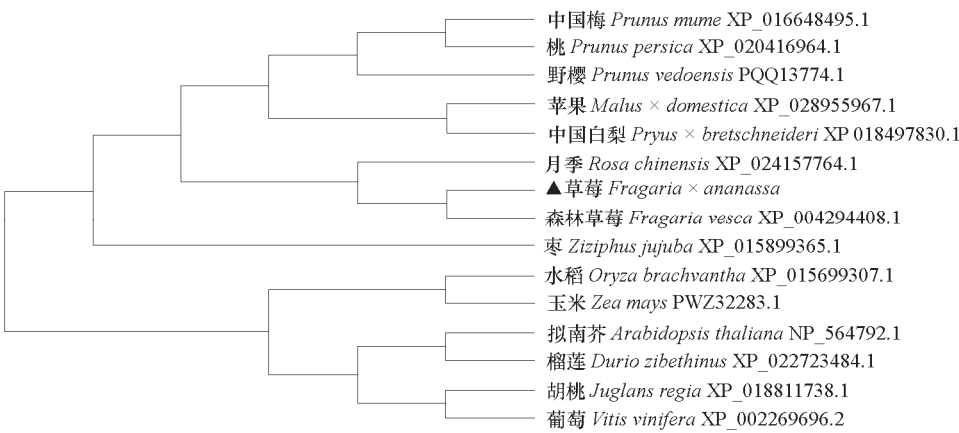 中国梅 Prunus mume XP_016648495.1
桃 Prunus persica XP_020416964.1
野樱 Prunus vedoensis PQQ13774.1
苹果 Malus × domestica XP_028955967.1
中国白梨 Pryus × bretschneideri XP 018497830.1
月季 Rosa chinensis XP_024157764.1
▲草莓 Fragaria × ananassa
森林草莓 Fragaria vesca XP_004294408.1
枣 Ziziphus jujuba XP_015899365.1
水稻 Oryza brachvantha XP_015699307.1
玉米 Zea mays PWZ32283.1
拟南芥 Arabidopsis thaliana NP_564792.1
榴莲 Durio zibethinus XP_022723484.1
胡桃 Juglans regia XP_018811738.1
葡萄 Vitis vinifera XP_002269696.2